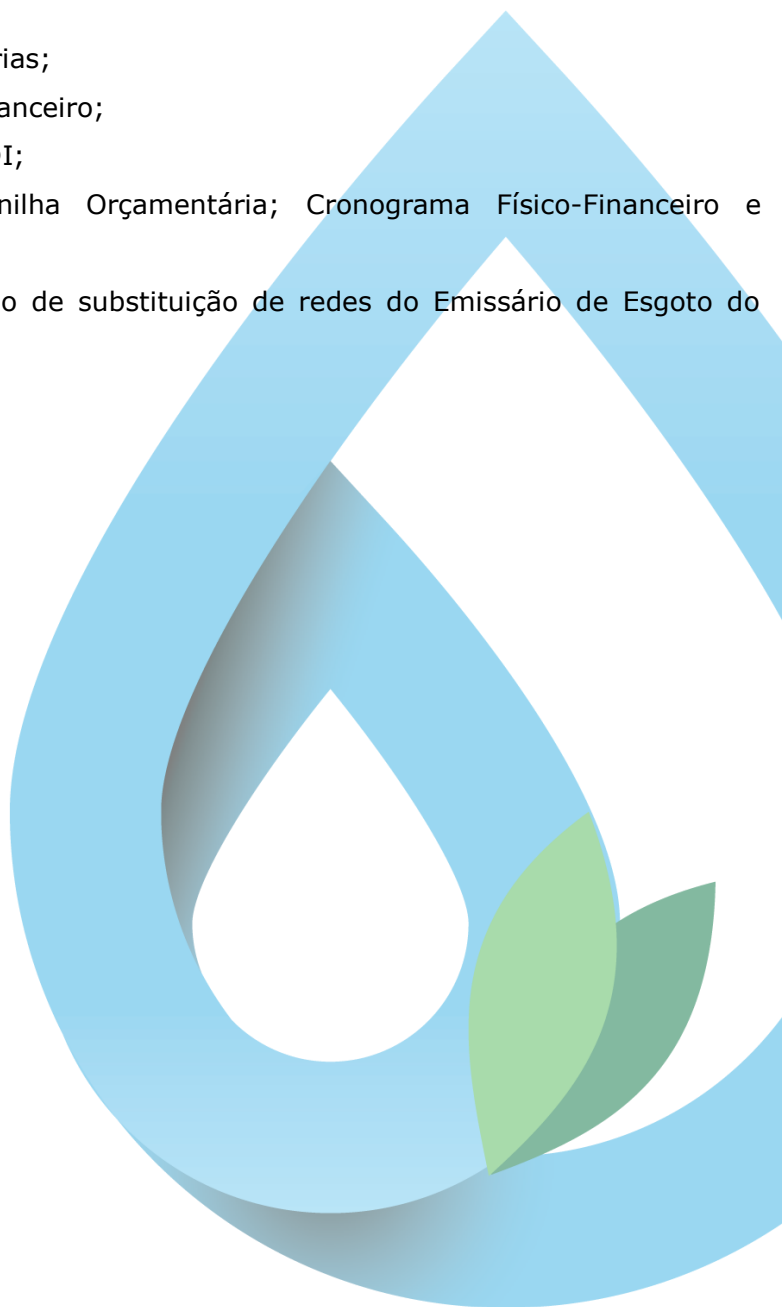 rias;
anceiro;
I;
nilha Orçamentária; Cronograma Físico-Financeiro e
o de substituição de redes do Emissário de Esgoto do